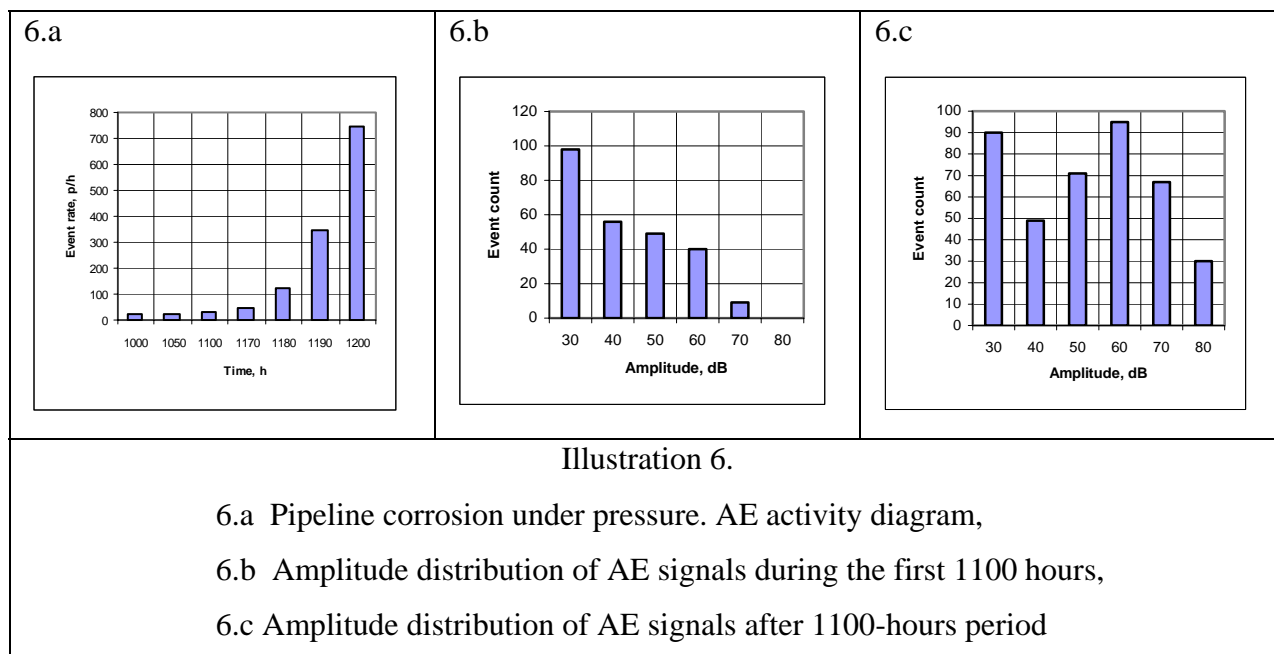 6.a
800
700
600
500
400
300
200
100
0
Event rate, p/h
1000 1050 1100 1170 1180 1190 1200
Time, h
6.b
120
100
80
60
40
20
0
Event count
30 40 50 60 70 80
Amplitude, dB
6.c
100
90
80
70
60
50
40
30
20
10
0
Event count
30 40 50 60 70 80
Amplitude, dB
Illustration 6.
6.a Pipeline corrosion under pressure. AE activity diagram,
6.b Amplitude distribution of AE signals during the first 1100 hours,
6.c Amplitude distribution of AE signals after 1100-hours period